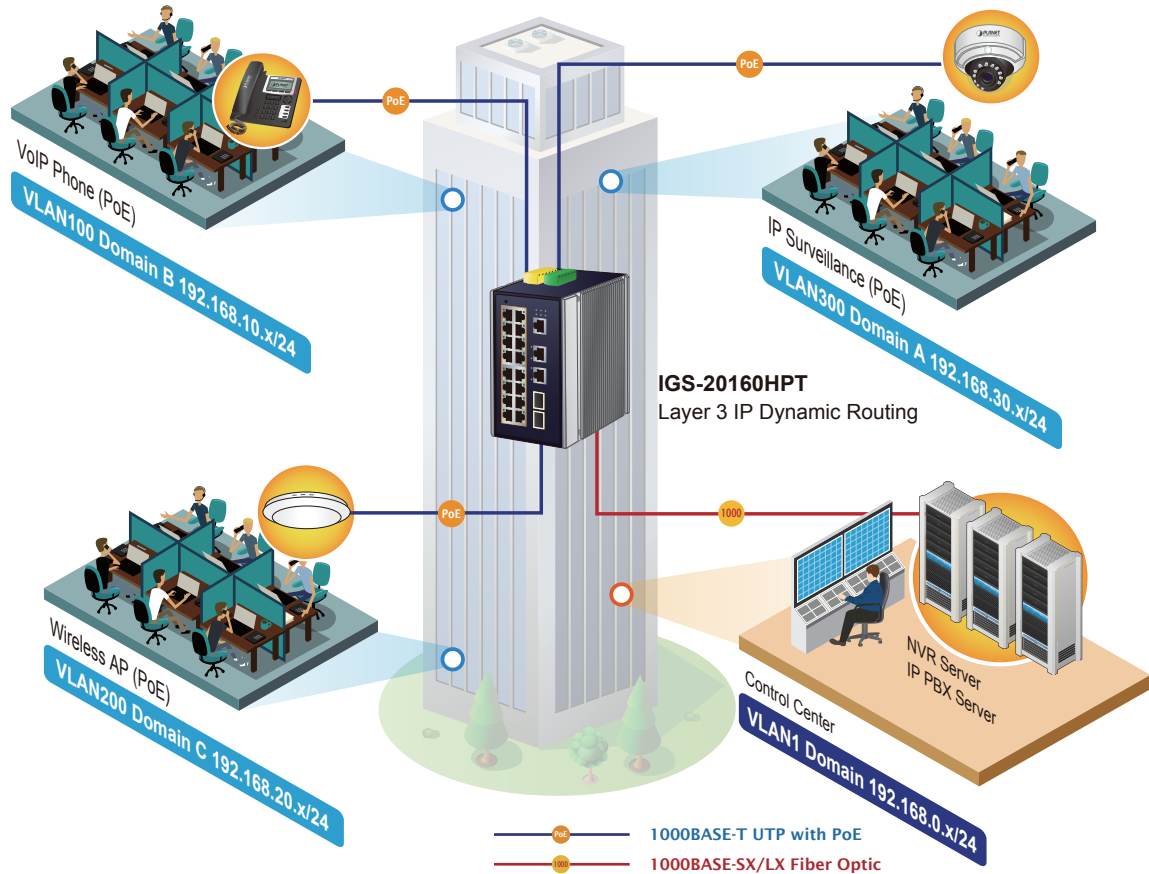 PLANET
PoE
PoE
VoIP Phone (PoE)
VLAN100 Domain B 192.168.10.x/24
IP Surveillance (PoE)
VLAN300 Domain A 192.168.30.x/24
IGS-20160HPT
Layer 3 IP Dynamic Routing
PoE
1000
Wireless AP (PoE)
VLAN200 Domain C 192.168.20.x/24
NVR Server
IP PBX Server
Control Center
VLAN1 Domain 192.168.0.x/24
PoE 1000BASE-T UTP with PoE
1000 1000BASE-SX/LX Fiber Optic